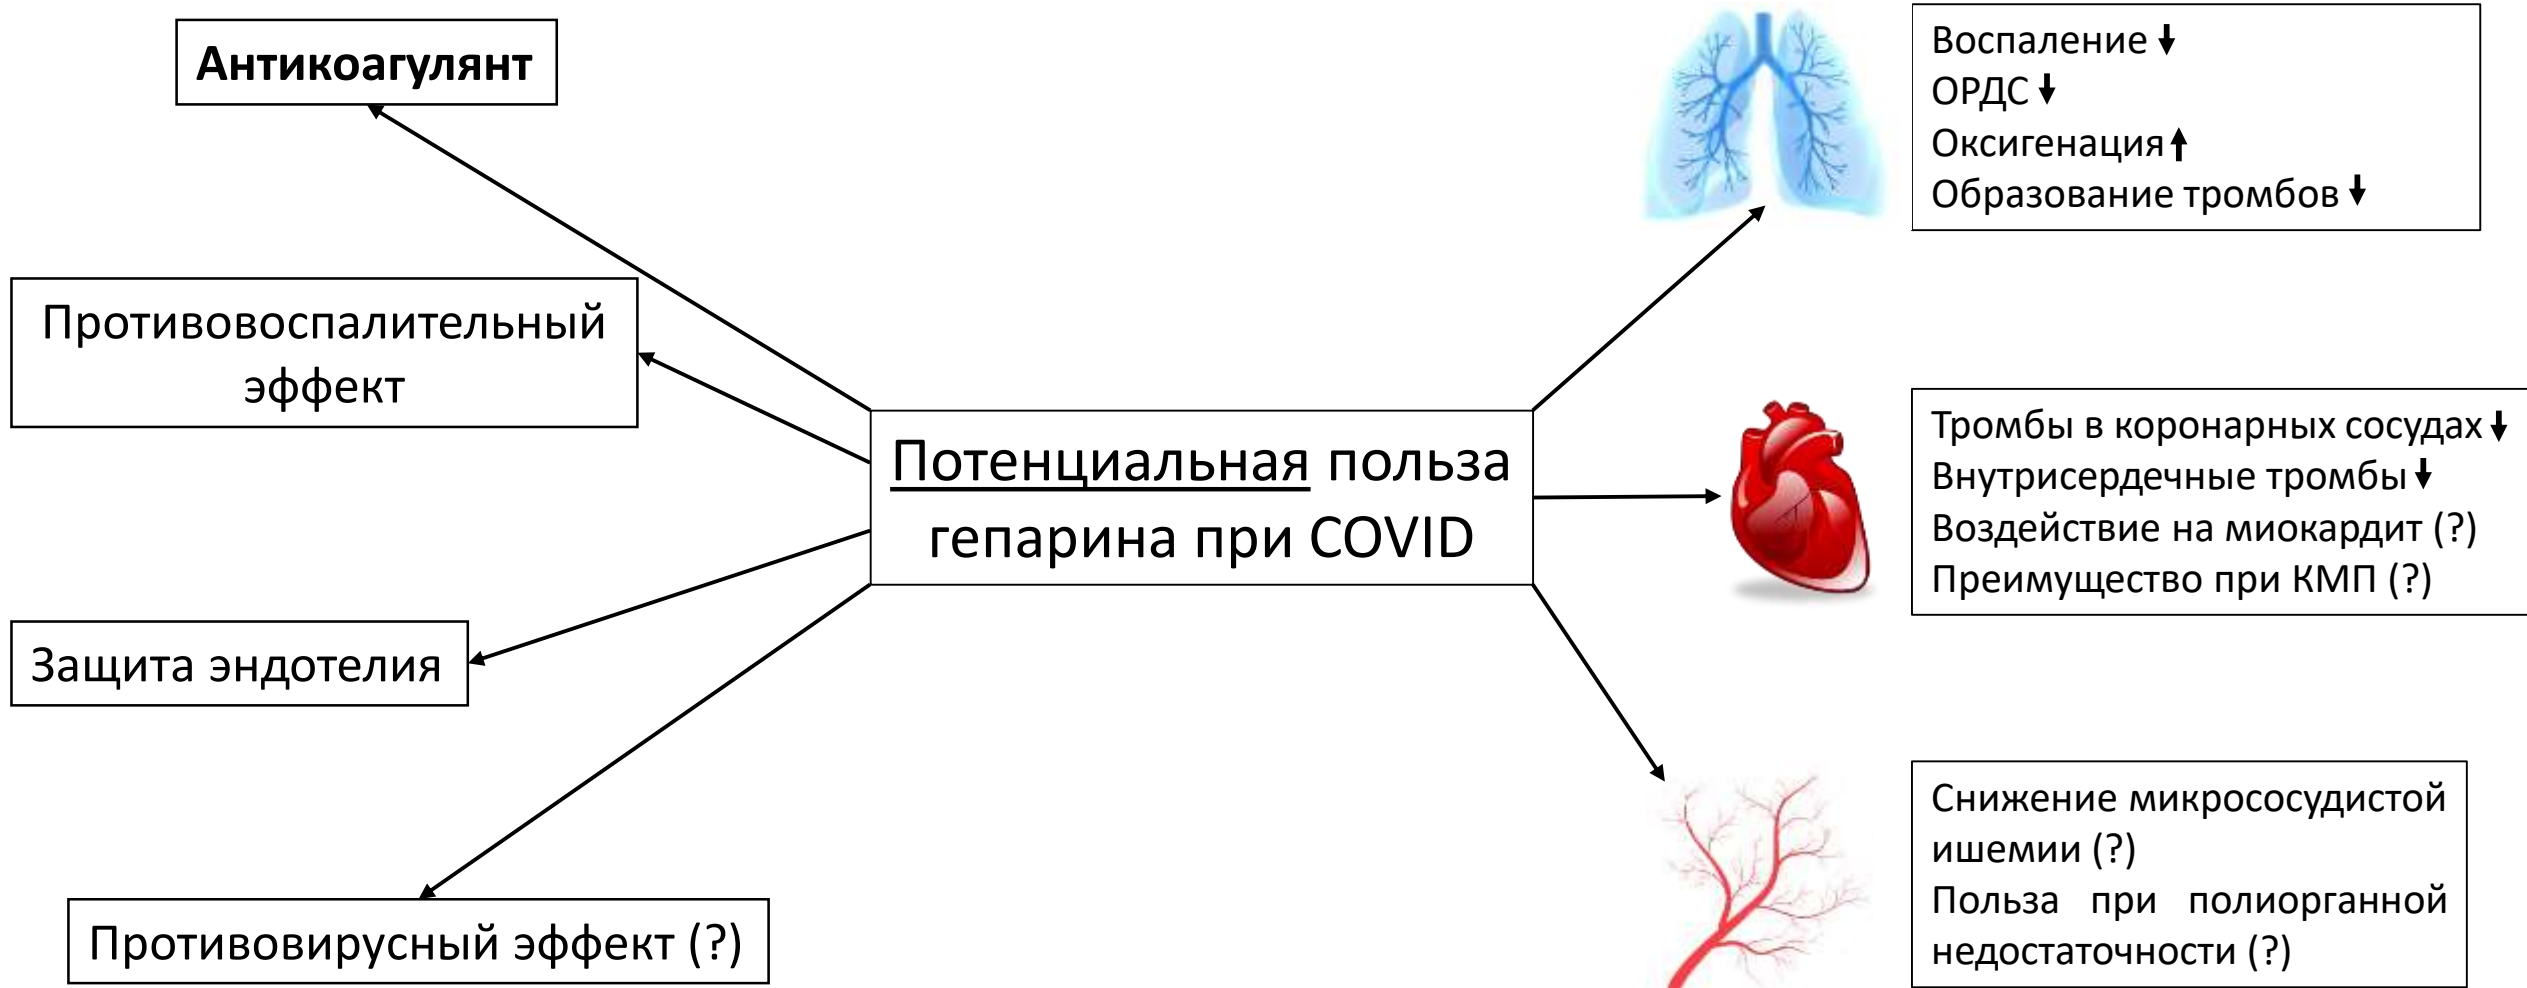 Антикоагулянт
Противовоспалительный
эффект
Защита эндотелия
Противовирусный эффект (?)
Потенциальная польза
гепарина при COVID
Воспаление ↓
ОРДС ↓
Оксигенация ↑
Образование тромбов ↓
Тромбы в коронарных сосудах ↓
Внутрисердечные тромбы ↓
Воздействие на миокардит (?)
Преимущество при КМП (?)
Снижение микрососудистой
ишемии (?)
Польза при полиорганной
недостаточности (?)